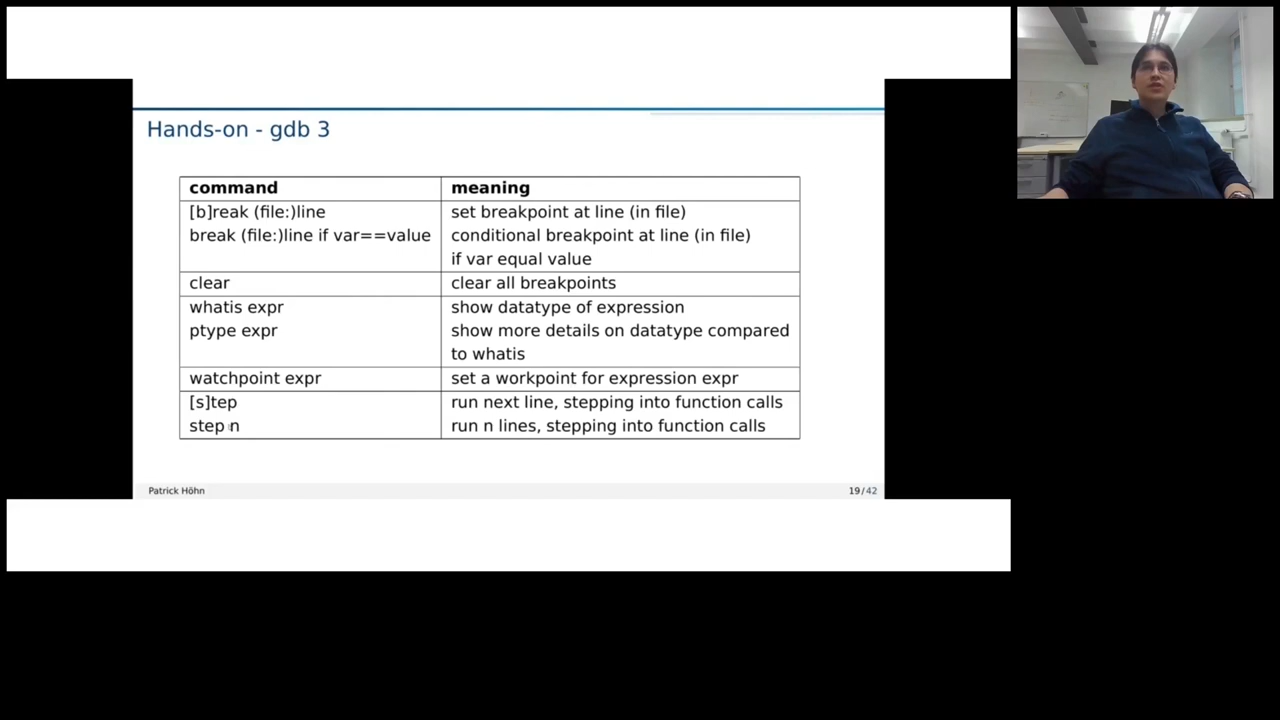 Hands-on - gdb 3
command meaning
[b]reak (file:)line set breakpoint at line (in file)
break (file:)line if var==value conditional breakpoint at line (in file)
if var equal value
clear clear all breakpoints
whatis expr show datatype of expression
ptype expr show more details on datatype compared
to whatis
watchpoint expr set a workpoint for expression expr
[s]tep run next line, stepping into function calls
step n run n lines, stepping into function calls
Patrick Höhn 19/42